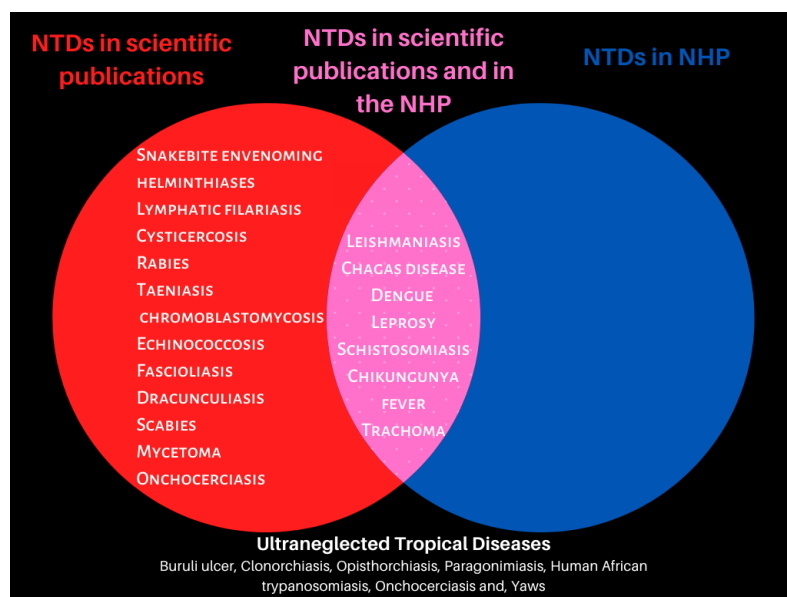 NTDs in scientific
publications
NTDs in scientific
publications and in
the NHP
NTDs in NHP
Snakebite envenoming
helminthiases
Lymphatic filariasis
Cysticercosis
Rabies
Taeniasis
chromoblastomycosis
Echinococcosis
Fascioliasis
Dracunculiasis
Scabies
Mycetoma
Onchocerciasis
Leishmaniasis
Chagas disease
Dengue
Leprosy
Schistosomiasis
Chikungunya
fever
Trachoma
Ultraneglected Tropical Diseases
Buruli ulcer, Clonorchiasis, Opisthorchiasis, Paragonimiasis, Human African
trypanosomiasis, Onchocerciasis and, Yaws